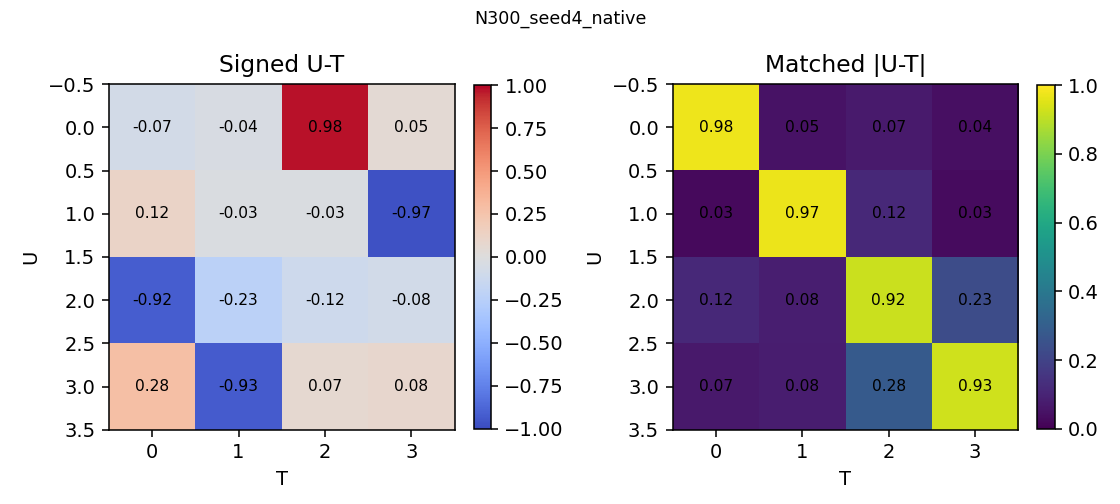 N300_seed4_native
Signed U-T
Matched |U-T|
−0.5
0.0
0.5
1.0
1.5
2.0
2.5
3.0
3.5
U
-0.07 -0.04 0.98 0.05
0.12 -0.03 -0.03 -0.97
-0.92 -0.23 -0.12 -0.08
0.28 -0.93 0.07 0.08
0 1 2 3
T
1.00
0.75
0.50
0.25
0.00
−0.25
−0.50
−0.75
−1.00
−0.5
0.0
0.5
1.0
1.5
2.0
2.5
3.0
3.5
U
0.98 0.05 0.07 0.04
0.03 0.97 0.12 0.03
0.12 0.08 0.92 0.23
0.07 0.08 0.28 0.93
0 1 2 3
T
1.0
0.8
0.6
0.4
0.2
0.0